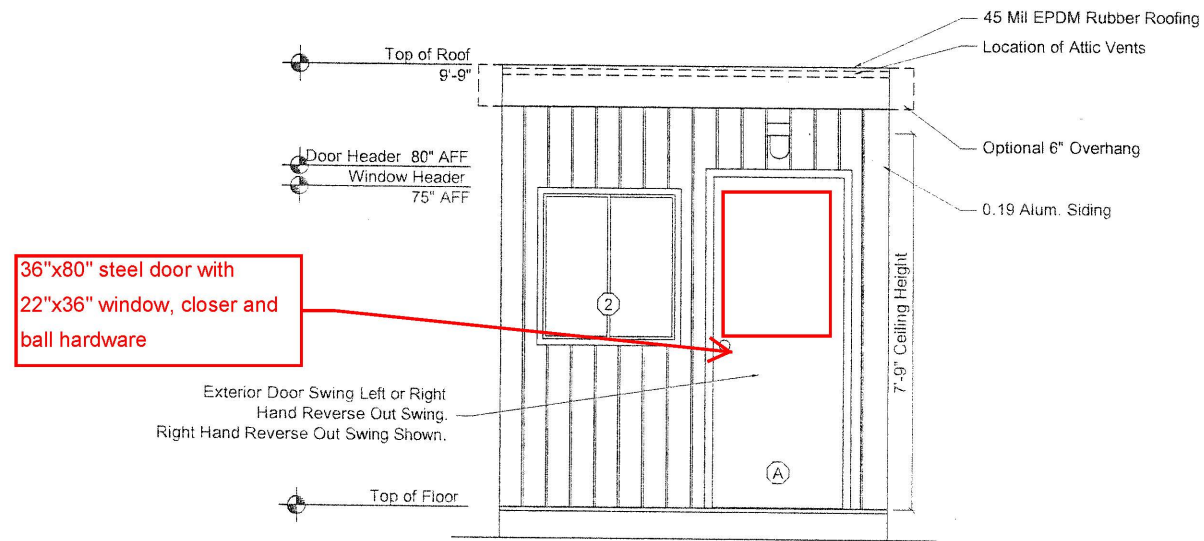 45 Mil EPDM Rubber Roofing
Location of Attic Vents
Top of Roof
9'-9"
Optional 6" Overhang
Door Header 80" AFF
Window Header
75" AFF
0.19 Alum. Siding
36"x80" steel door with
22"x36" window, closer and
ball hardware
2
7'-9" Ceiling Height
Exterior Door Swing Left or Right
Hand Reverse Out Swing.
Right Hand Reverse Out Swing Shown.
A
Top of Floor